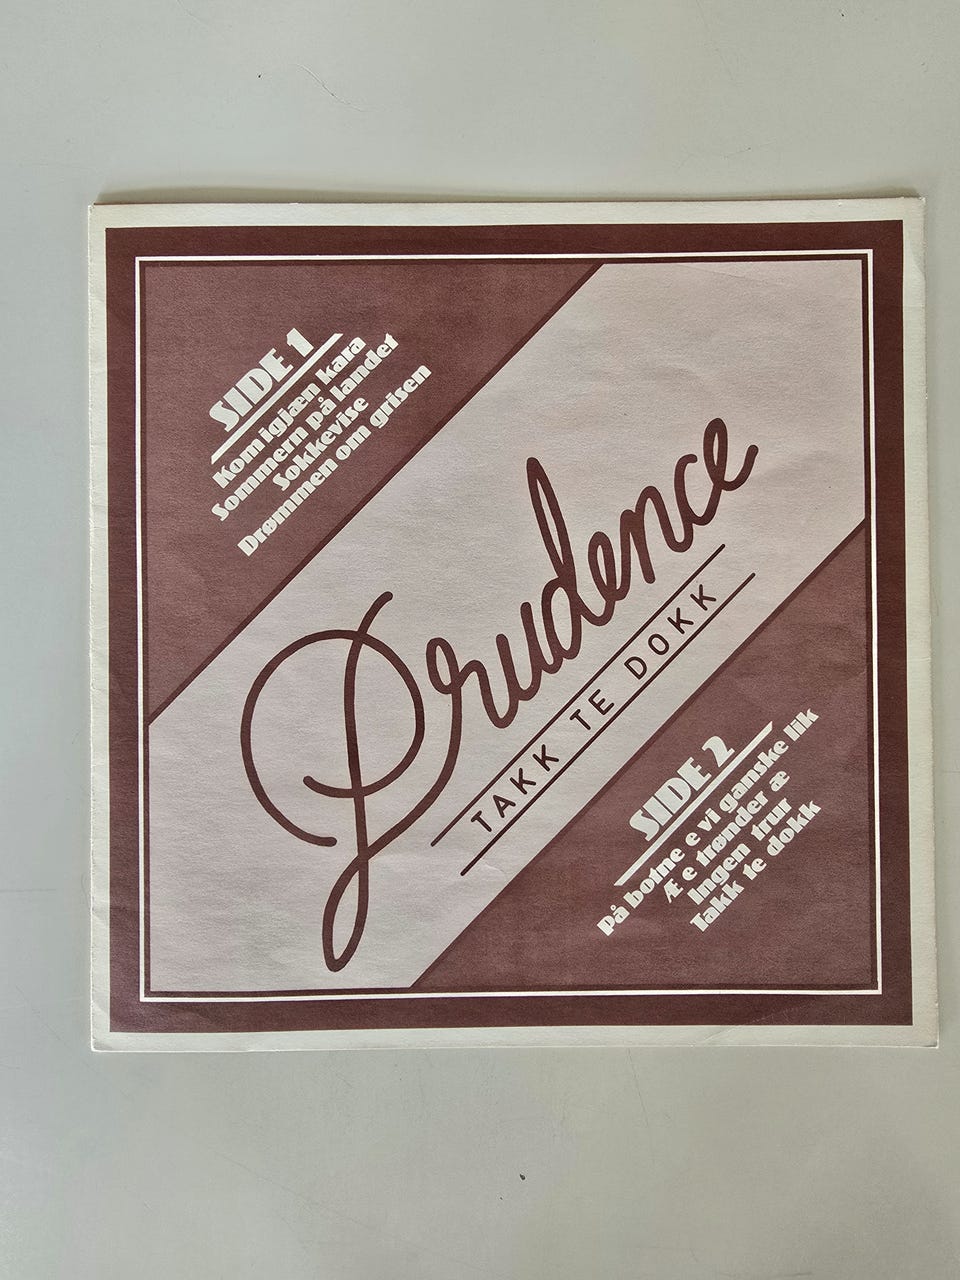 SIDE 1
Kom igjæn kara
Sommern på landet
Sokkevise
Drømmen om grisen
Prudence
TAKK TE DOKK
SIDE 2
På botne e vi ganske lik
Æ e trønder æ
Ingen trur
Takk te dokk